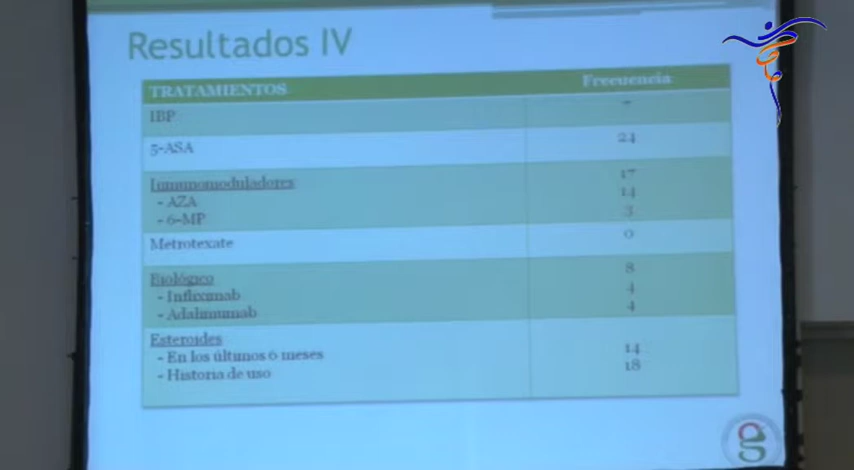 Resultados IV
TRATAMIENTOS Frecuencia
IBP 7
5-ASA 24
Inmunomoduladores 17
- AZA 14
- 6-MP 3
Metrotexate 0
Biológico 8
- Infliximab 4
- Adalimumab 4
Esteroides
- En los últimos 6 meses 14
- Historia de uso 18